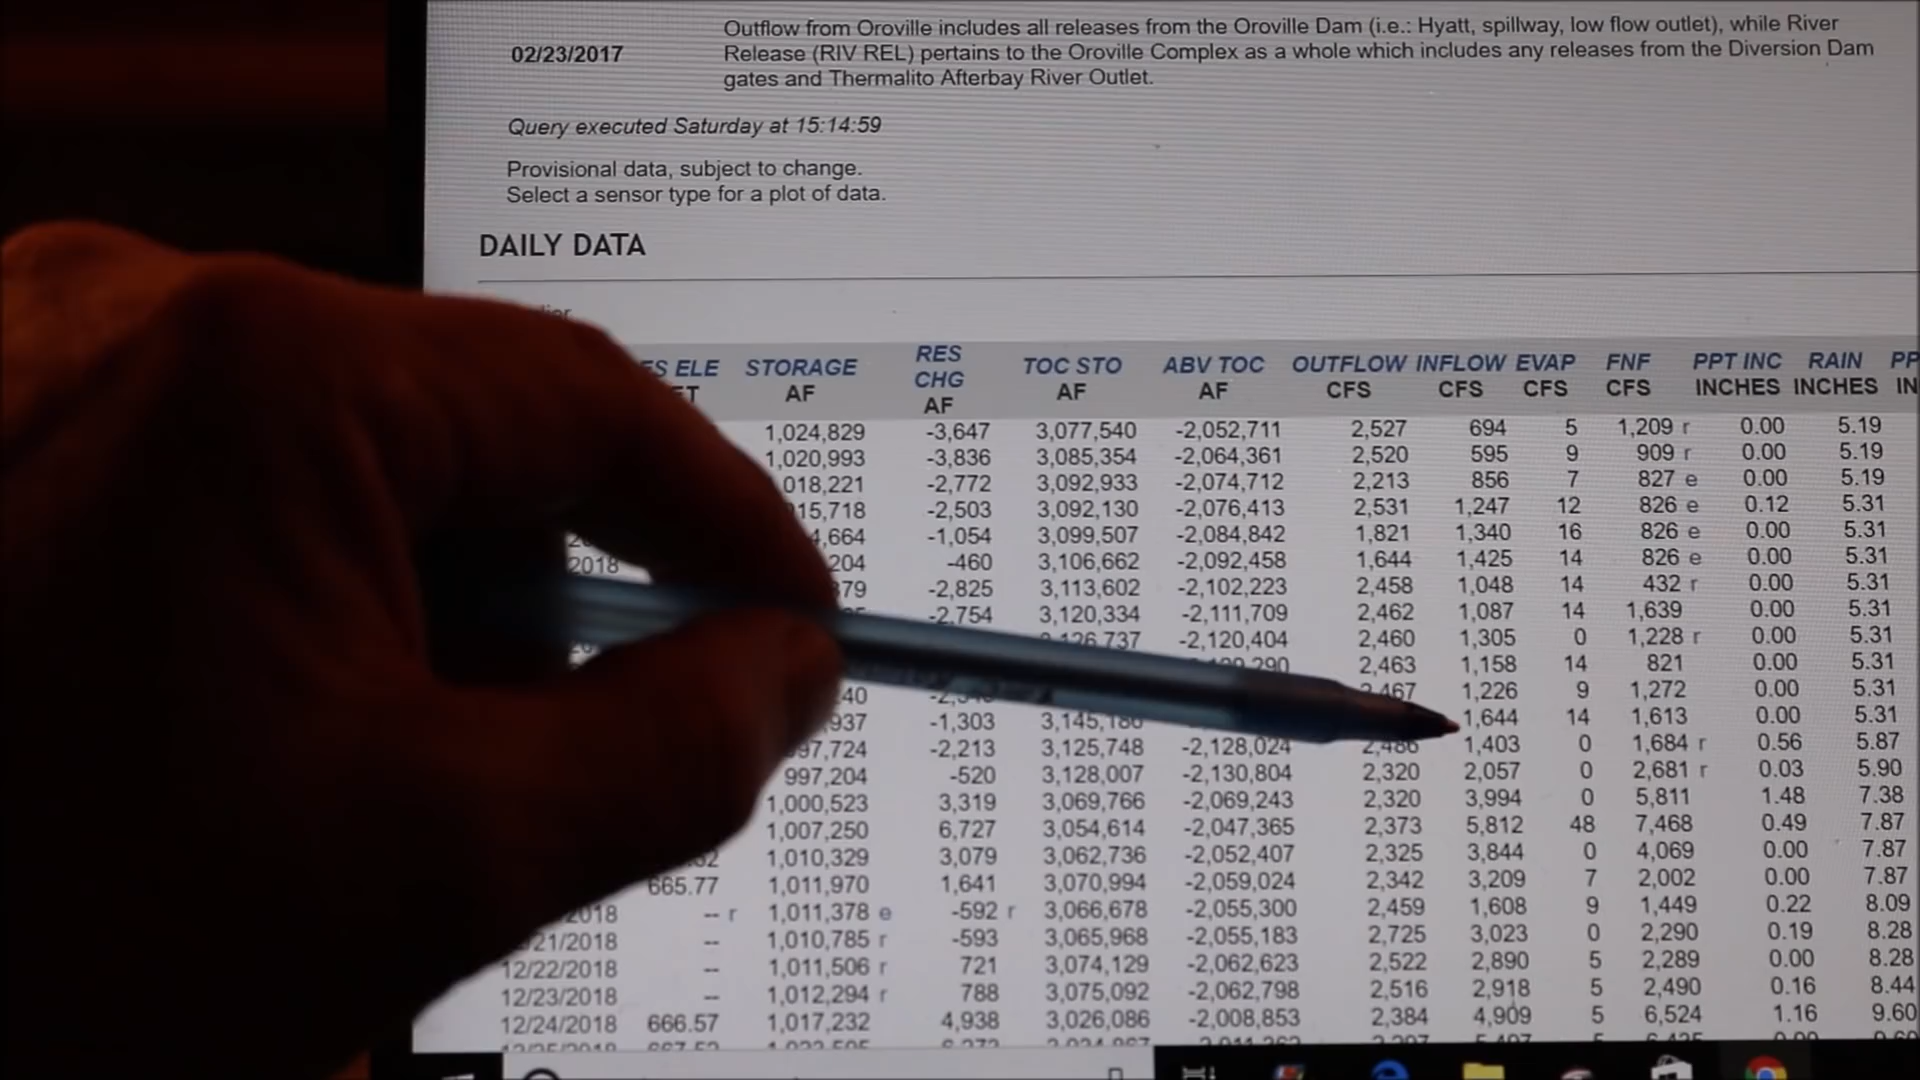 Outflow from Oroville includes all releases from the Oroville Dam (i.e.: Hyatt, spillway, low flow outlet), while River
02/23/2017 Release (RIV REL) pertains to the Oroville Complex as a whole which includes any releases from the Diversion Dam
gates and Thermalito Afterbay River Outlet.
Query executed Saturday at 15:14:59
Provisional data, subject to change.
Select a sensor type for a plot of data.
DAILY DATA
ELE STORAGE RES CHG TOC STO ABV TOC OUTFLOW INFLOW EVAP FNF PPT INC RAIN
AF AF AF AF CFS CFS CFS CFS INCHES INCHES IN
1,024,829 -3,647 3,077,540 -2,052,711 2,527 694 5 1,209 r 0.00 5.19
1,020,993 -3,836 3,085,354 -2,064,361 2,520 595 9 909 r 0.00 5.19
018,221 -2,772 3,092,933 -2,074,712 2,213 856 7 827 e 0.00 5.19
15,718 -2,503 3,092,130 -2,076,413 2,531 1,247 12 826 e 0.12 5.31
,664 -1,054 3,099,507 -2,084,842 1,821 1,340 16 826 e 0.00 5.31
2018 204 -460 3,106,662 -2,092,458 1,644 1,425 14 826 e 0.00 5.31
79 -2,825 3,113,602 -2,102,223 2,458 1,048 14 432 r 0.00 5.31
-2,754 3,120,334 -2,111,709 2,462 1,087 14 1,639 0.00 5.31
-2,120,404 2,460 1,305 0 1,228 r 0.00 5.31
2,463 1,158 14 821 0.00 5.31
40 1,226 9 1,272 0.00 5.31
937 -1,303 1,644 14 1,613 0.00 5.31
97,724 -2,213 3,125,748 -2,128,024 2,486 1,403 0 1,684 r 0.56 5.87
997,204 -520 3,128,007 -2,130,804 2,320 2,057 0 2,681 r 0.03 5.90
1,000,523 3,319 3,069,766 -2,069,243 2,320 3,994 0 5,811 1.48 7.38
1,007,250 6,727 3,054,614 -2,047,365 2,373 5,812 48 7,468 0.49 7.87
1,010,329 3,079 3,062,736 -2,052,407 2,325 3,844 0 4,069 0.00 7.87
665.77 1,011,970 1,641 3,070,994 -2,059,024 2,342 3,209 7 2,002 0.00 7.87
2018 -- r 1,011,378 e -592 r 3,066,678 -2,055,300 2,459 1,608 9 1,449 0.22 8.09
21/2018 -- 1,010,785 r -593 3,065,968 -2,055,183 2,725 3,023 0 2,290 0.19 8.28
12/22/2018 -- 1,011,506 r 721 3,074,129 -2,062,623 2,522 2,890 5 2,289 0.00 8.28
12/23/2018 -- 1,012,294 r 788 3,075,092 -2,062,798 2,516 2,918 5 2,490 0.16 8.44
12/24/2018 666.57 1,017,232 4,938 3,026,086 -2,008,853 2,384 4,909 5 6,524 1.16 9.60